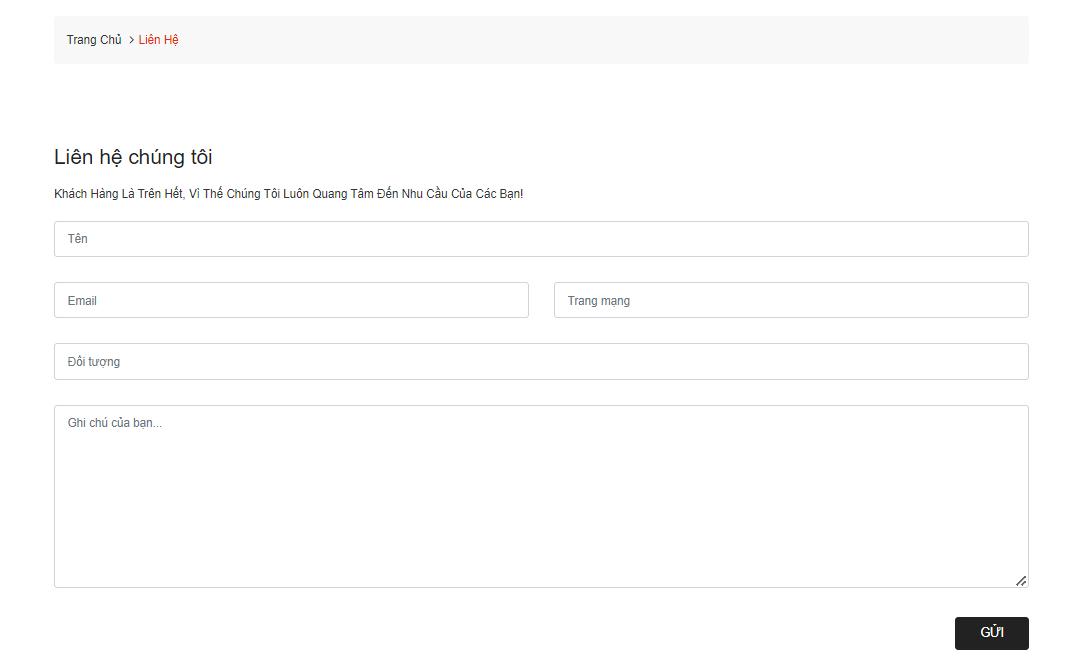 Trang Chủ > Liên Hệ
Liên hệ chúng tôi
Khách Hàng Là Trên Hết, Vì Thế Chúng Tôi Luôn Quang Tâm Đến Nhu Cầu Của Các Bạn!
Tên
Email
Trang mạng
Đối tượng
Ghi chú của bạn...
GỬI